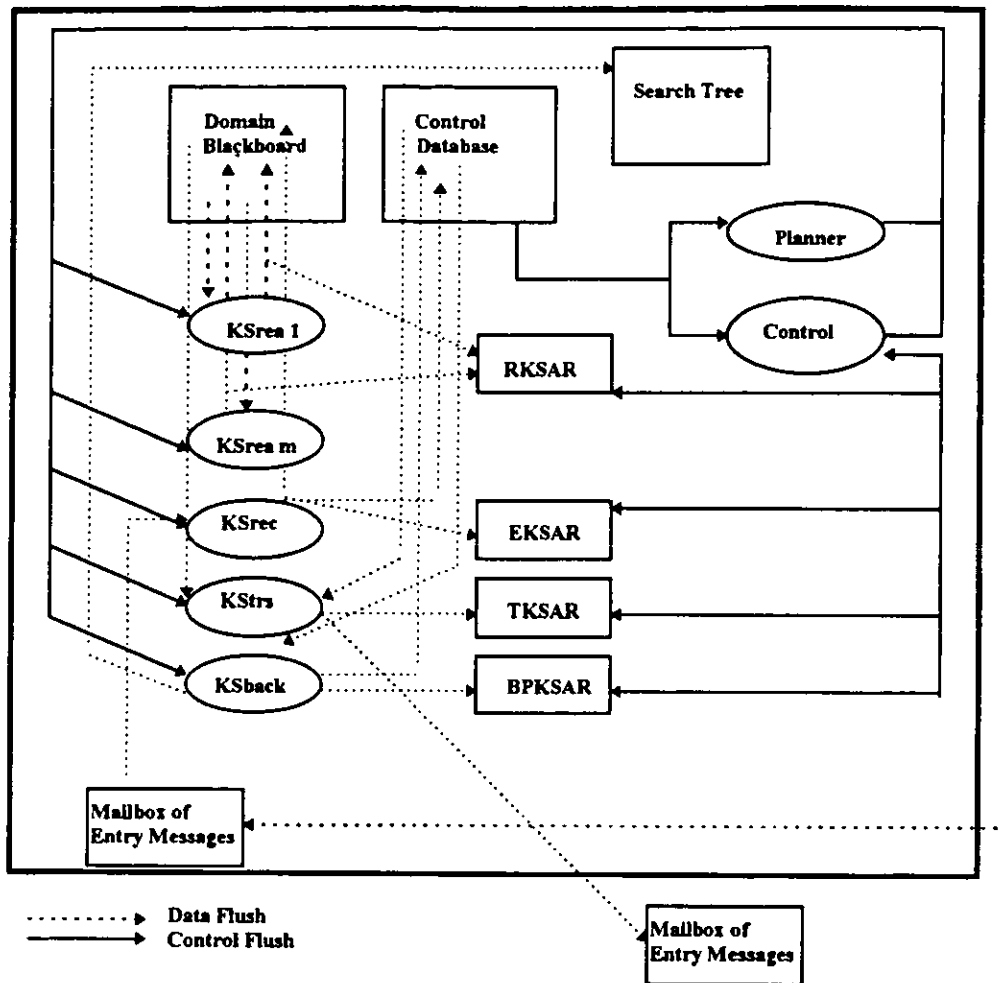 Search Tree
Domain
Blackboard
Control
Database
Planner
Control
KSrea 1
RKSAR
KSrea m
KSrec
EKSAR
KStrs
TKSAR
KSback
BPKSAR
Mailbox of
Entry Messages
Data Flush
Control Flush
Mailbox of
Entry Messages